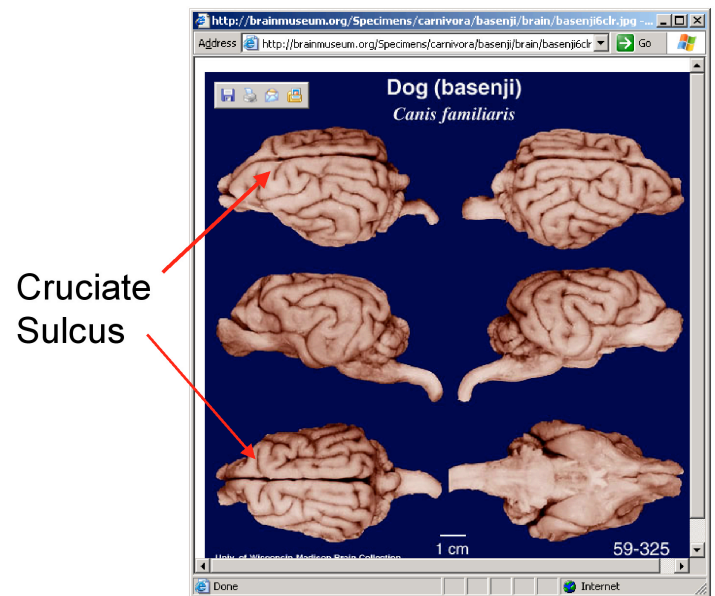 http://brainmuseum.org/Specimens/carnivora/basenji/brain/basenji6clr.jpg -...
Address http://brainmuseum.org/Specimens/carnivora/basenji/brain/basenji6clr Go
Dog (basenji)
Canis familiaris
Cruciate
Sulcus
1 cm
59-325
Univ. of Wisconsin-Madison Brain Collection
Done
Internet